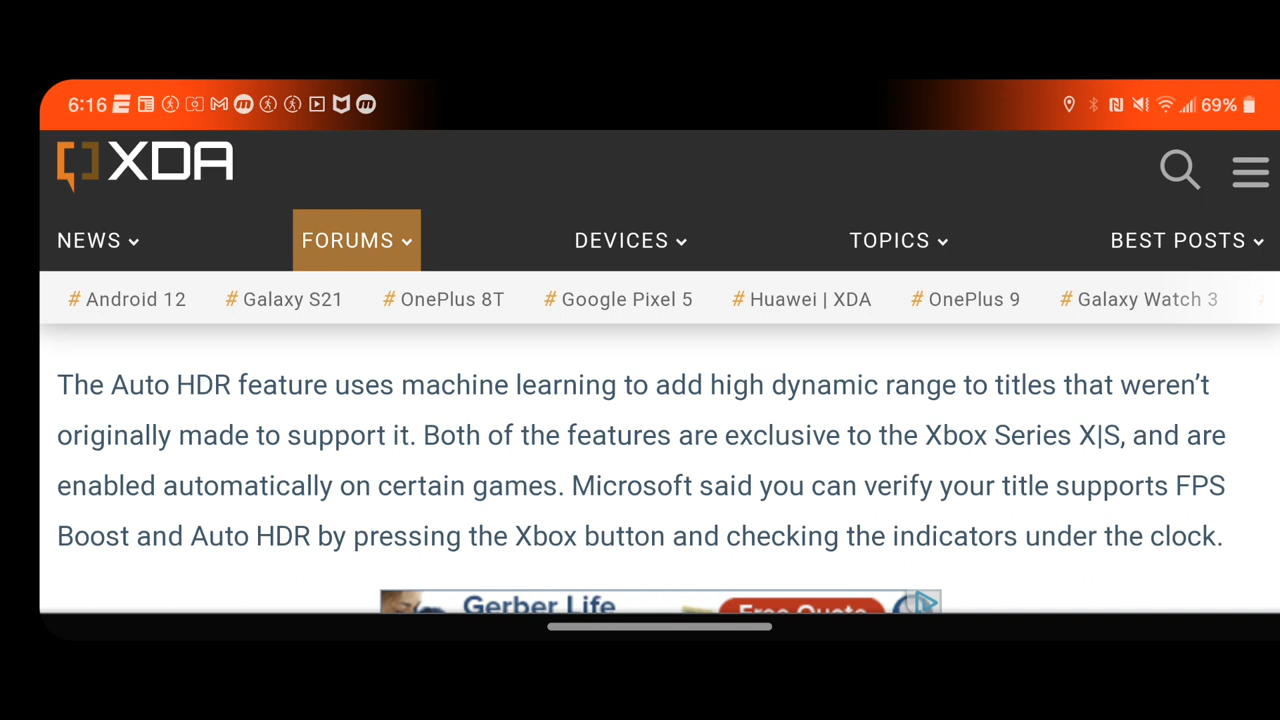 6:16 69%
XDA
NEWS FORUMS DEVICES TOPICS BEST POSTS
# Android 12 # Galaxy S21 # OnePlus 8T # Google Pixel 5 # Huawei | XDA # OnePlus 9 # Galaxy Watch 3
The Auto HDR feature uses machine learning to add high dynamic range to titles that weren’t
originally made to support it. Both of the features are exclusive to the Xbox Series X|S, and are
enabled automatically on certain games. Microsoft said you can verify your title supports FPS
Boost and Auto HDR by pressing the Xbox button and checking the indicators under the clock.
Gerber Life Free Quote